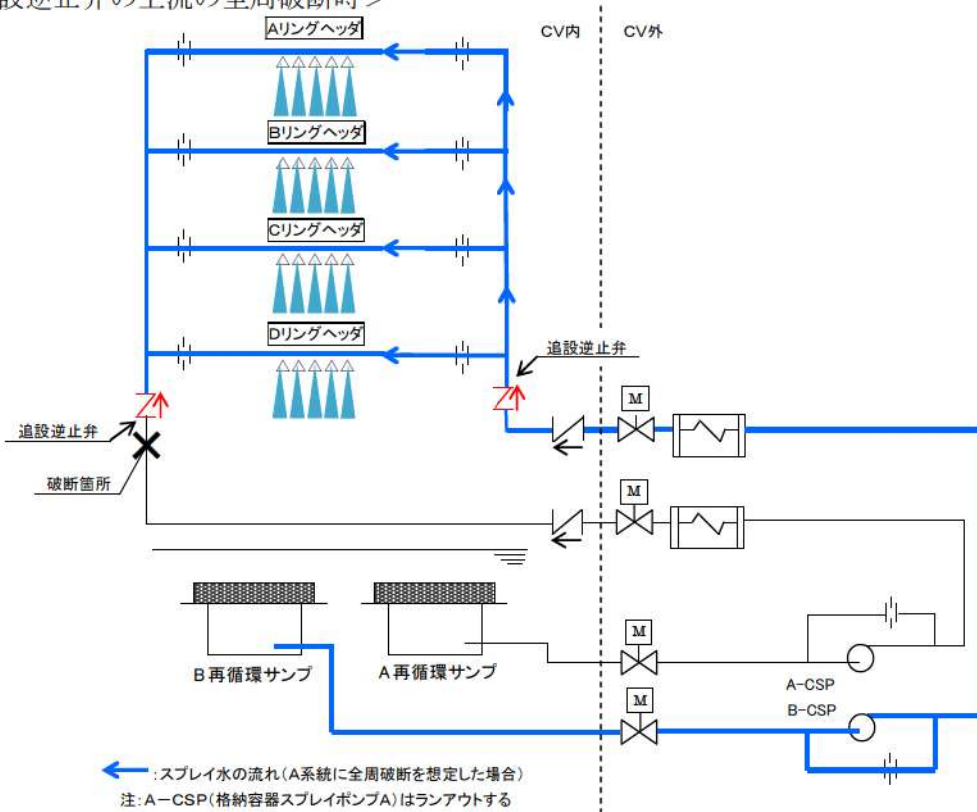 設逆止弁の上流の全周破断時>
CV内
CV外
Aリングヘッダ
Bリングヘッダ
Cリングヘッダ
Dリングヘッダ
追設逆止弁
M
追設逆止弁
破断箇所
M
M
B再循環サンプ
A再循環サンプ
A-CSP
B-CSP
M
:スプレイ水の流れ(A系統に全周破断を想定した場合)
注:A-CSP(格納容器スプレイポンプA)はランアウトする